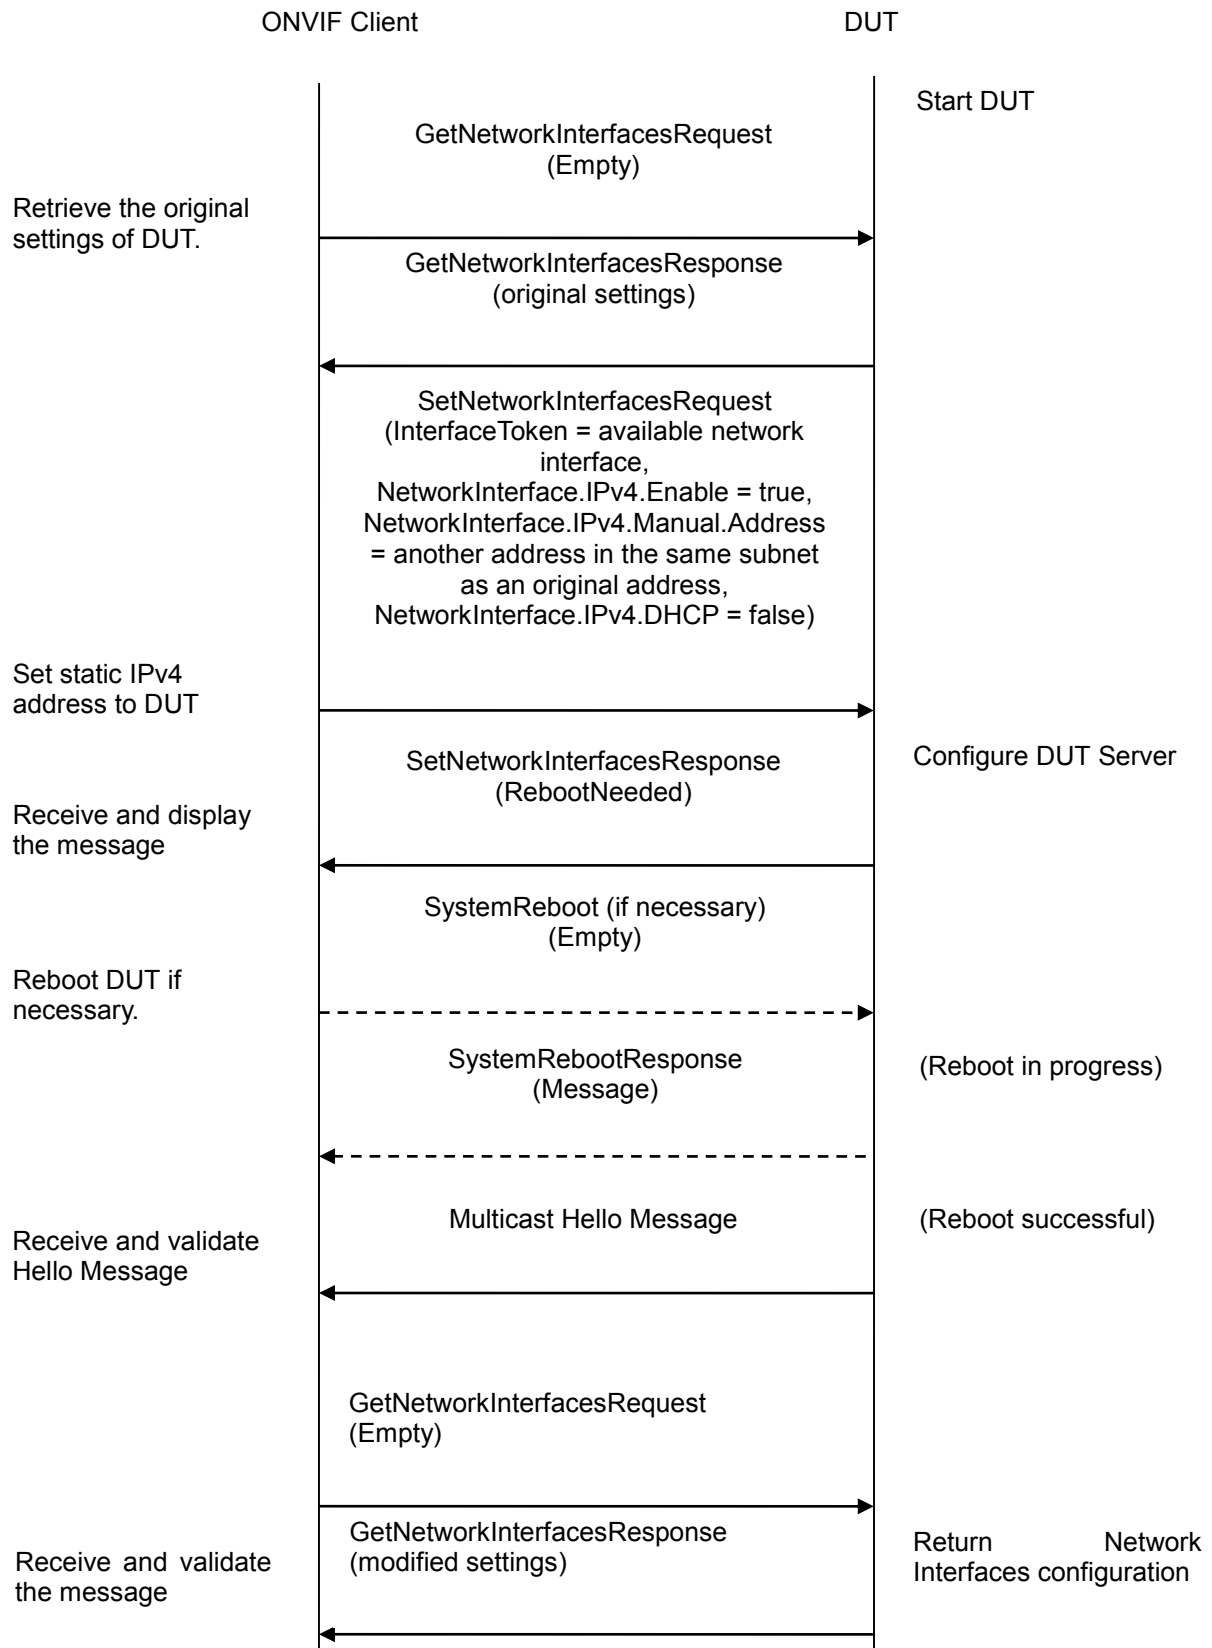 ONVIF Client
DUT
Start DUT
GetNetworkInterfacesRequest
(Empty)
Retrieve the original
settings of DUT.
GetNetworkInterfacesResponse
(original settings)
SetNetworkInterfacesRequest
(InterfaceToken = available network
interface,
NetworkInterface.IPv4.Enable = true,
NetworkInterface.IPv4.Manual.Address
= another address in the same subnet
as an original address,
NetworkInterface.IPv4.DHCP = false)
Set static IPv4
address to DUT
SetNetworkInterfacesResponse
(RebootNeeded)
Configure DUT Server
Receive and display
the message
SystemReboot (if necessary)
(Empty)
Reboot DUT if
necessary.
SystemRebootResponse
(Message)
(Reboot in progress)
Multicast Hello Message
(Reboot successful)
Receive and validate
Hello Message
GetNetworkInterfacesRequest
(Empty)
GetNetworkInterfacesResponse
(modified settings)
Return Network
Interfaces configuration
Receive and validate
the message